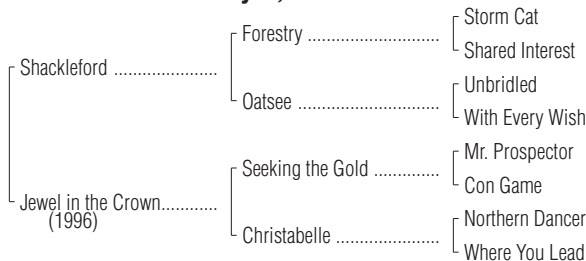 Storm Cat
Forestry ..............................
Shared Interest
Shackleford .....................
Unbridled
Oatsee ................................
With Every Wish
Mr. Prospector
Seeking the Gold ................
Con Game
Jewel in the Crown............
(1996)
Northern Dancer
Christabelle .......................
Where You Lead